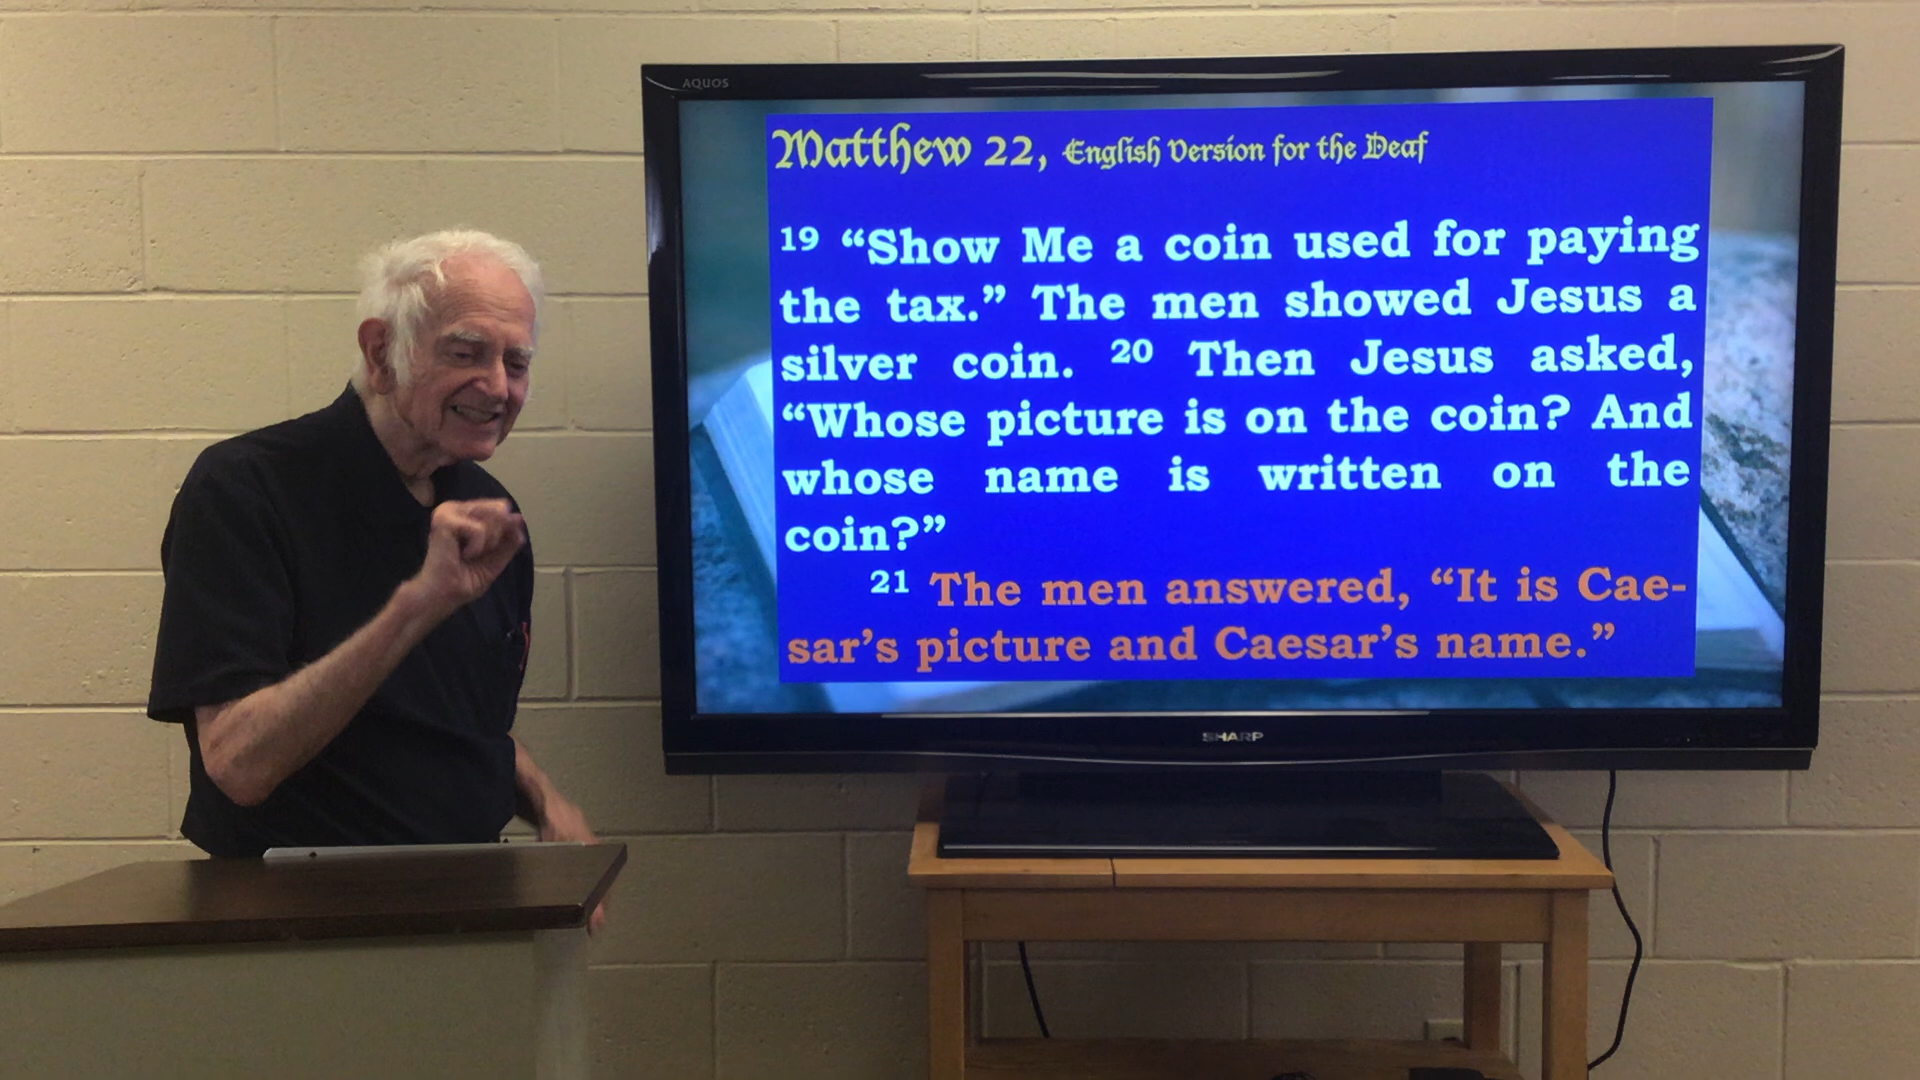 AQUOS
Matthew 22, English Version for the Deaf
19 “Show Me a coin used for paying
the tax.” The men showed Jesus a
silver coin. 20 Then Jesus asked,
“Whose picture is on the coin? And
whose name is written on the
coin?”
21 The men answered, “It is Cae-
sar’s picture and Caesar’s name.”
SHARP